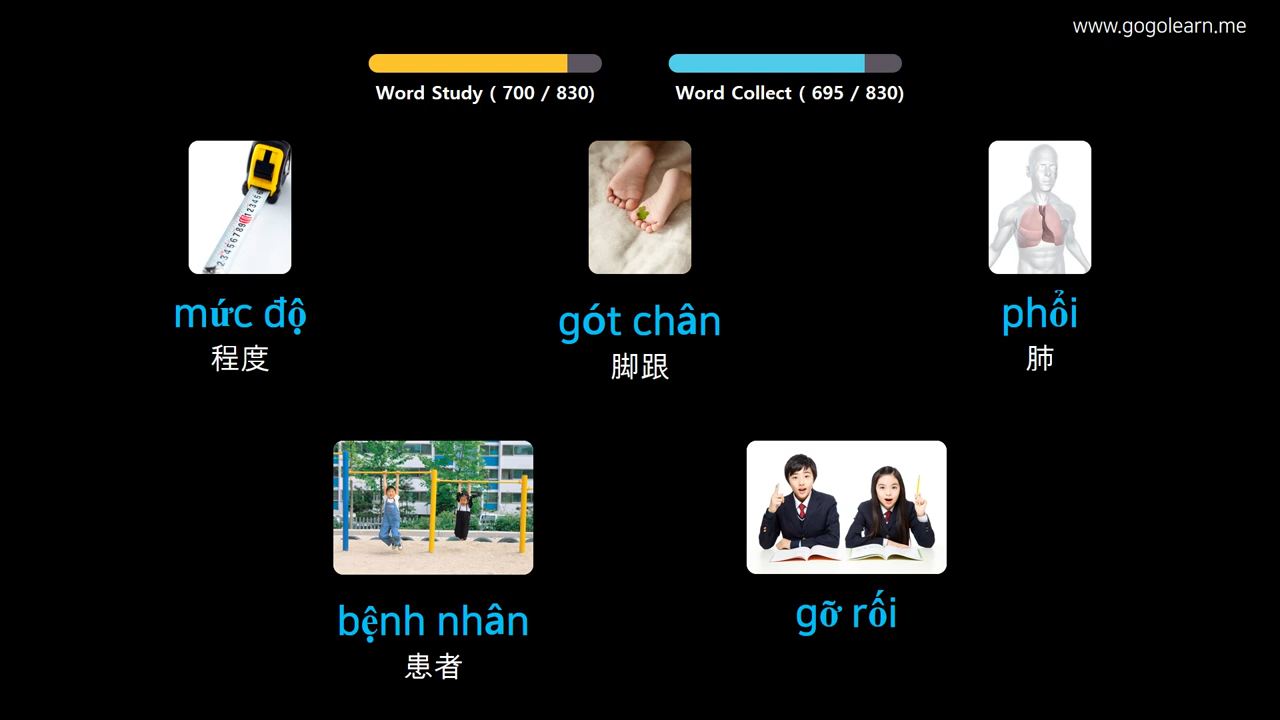 www.gogolearn.me
Word Study ( 700 / 830)
Word Collect ( 695 / 830)
mức độ
程度
gót chân
脚跟
phổi
肺
bệnh nhân
患者
gỡ rối